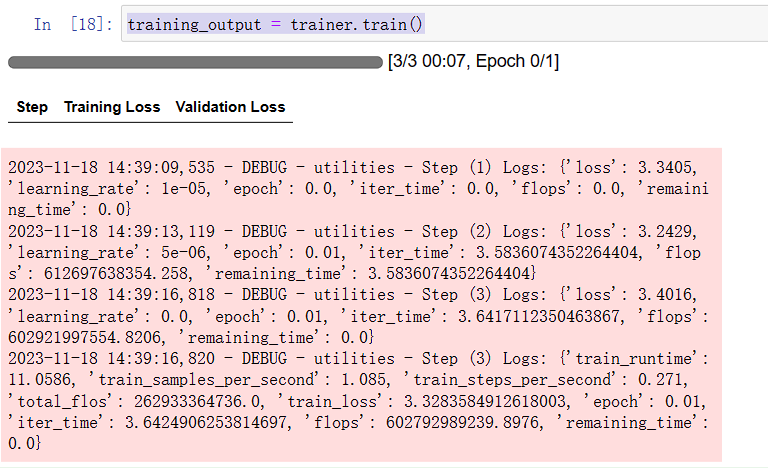 In [18]: training_output = trainer.train()
[3/3 00:07, Epoch 0/1]
Step Training Loss Validation Loss
2023-11-18 14:39:09,535 - DEBUG - utilities - Step (1) Logs: {'loss': 3.3405,
'learning_rate': 1e-05, 'epoch': 0.0, 'iter_time': 0.0, 'flops': 0.0, 'remaini
ng_time': 0.0}
2023-11-18 14:39:13,119 - DEBUG - utilities - Step (2) Logs: {'loss': 3.2429,
'learning_rate': 5e-06, 'epoch': 0.01, 'iter_time': 3.5836074352264404, 'flop
s': 612697638354.258, 'remaining_time': 3.5836074352264404}
2023-11-18 14:39:16,818 - DEBUG - utilities - Step (3) Logs: {'loss': 3.4016,
'learning_rate': 0.0, 'epoch': 0.01, 'iter_time': 3.6417112350463867, 'flops':
602921997554.8206, 'remaining_time': 0.0}
2023-11-18 14:39:16,820 - DEBUG - utilities - Step (3) Logs: {'train_runtime':
11.0586, 'train_samples_per_second': 1.085, 'train_steps_per_second': 0.271,
'total_flos': 262933364736.0, 'train_loss': 3.3283584912618003, 'epoch': 0.01,
'iter_time': 3.6424906253814697, 'flops': 602792989239.8976, 'remaining_time':
0.0}